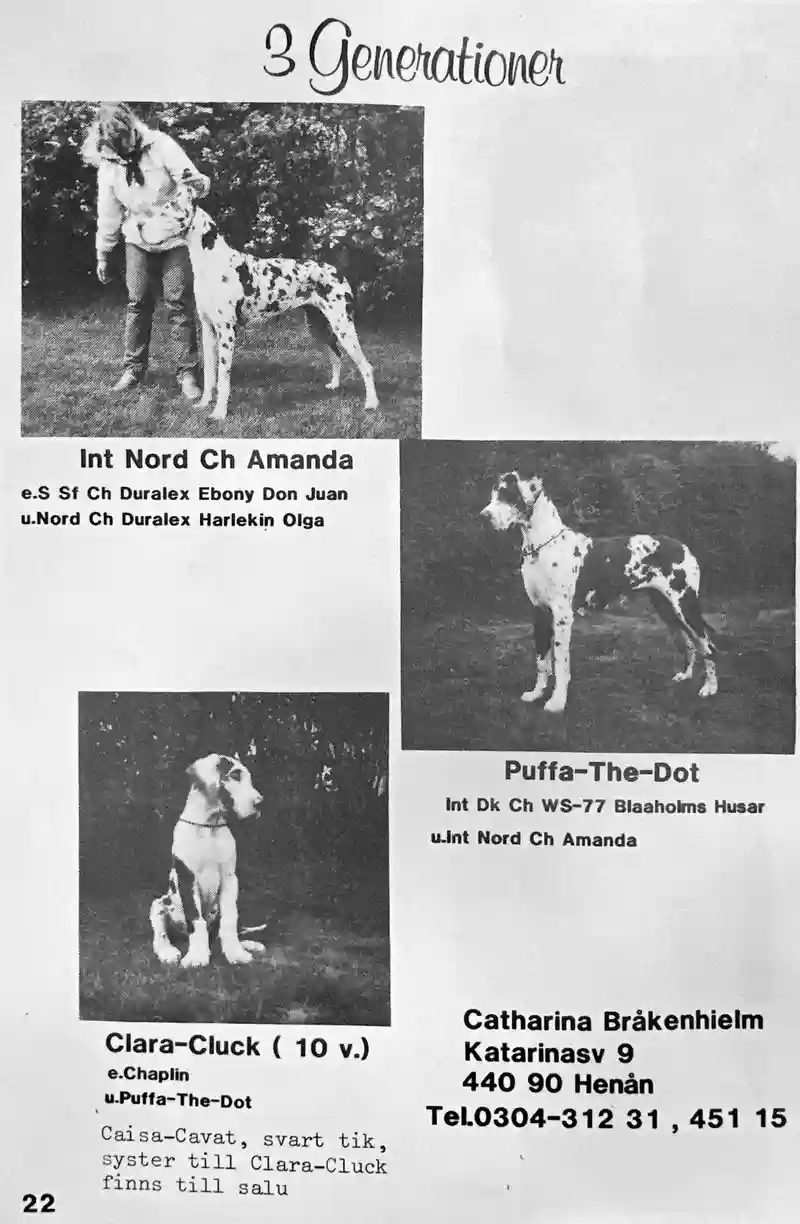 3 Generationer
Int Nord Ch Amanda
e.S Sf Ch Duralex Ebony Don Juan
u.Nord Ch Duralex Harlekin Olga
Puffa-The-Dot
Int Dk Ch WS-77 Blaaholms Husar
u.Int Nord Ch Amanda
Clara-Cluck ( 10 v.)
e.Chaplin
u.Puffa-The-Dot
Caisa-Cavat, svart tik,
syster till Clara-Cluck
finns till salu
Catharina Bråkenhielm
Katarinasv 9
440 90 Henån
Tel.0304-312 31 , 451 15
22